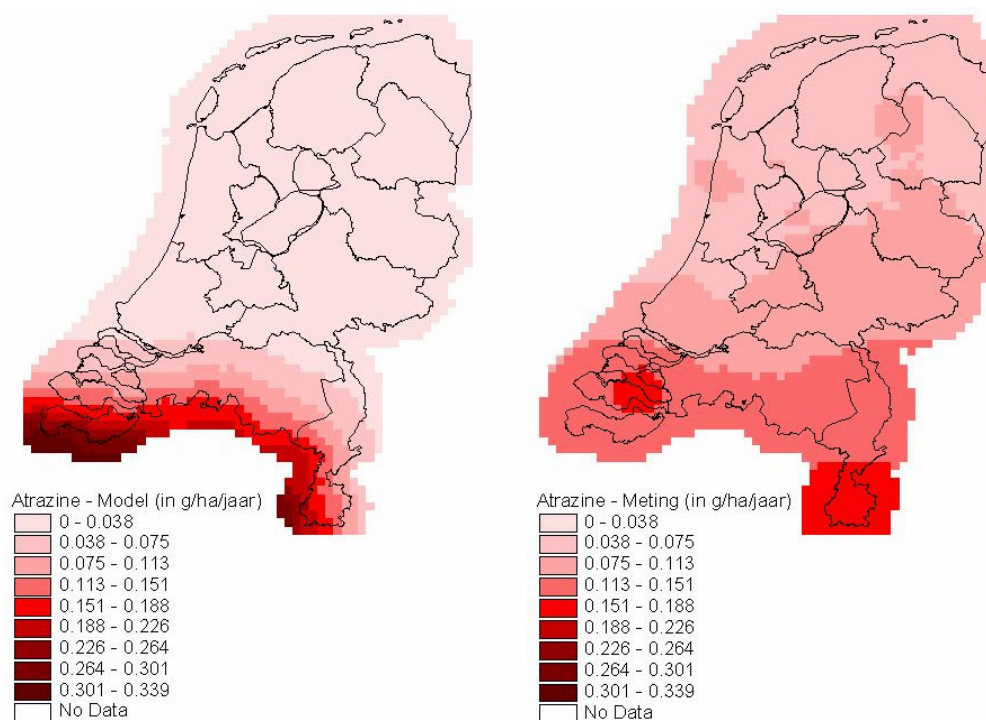 Atrazine - Model (in g/ha/jaar)
0 - 0.038
0.038 - 0.075
0.075 - 0.113
0.113 - 0.151
0.151 - 0.188
0.188 - 0.226
0.226 - 0.264
0.264 - 0.301
0.301 - 0.339
No Data
Atrazine - Meting (in g/ha/jaar)
0 - 0.038
0.038 - 0.075
0.075 - 0.113
0.113 - 0.151
0.151 - 0.188
0.188 - 0.226
0.226 - 0.264
0.264 - 0.301
0.301 - 0.339
No Data